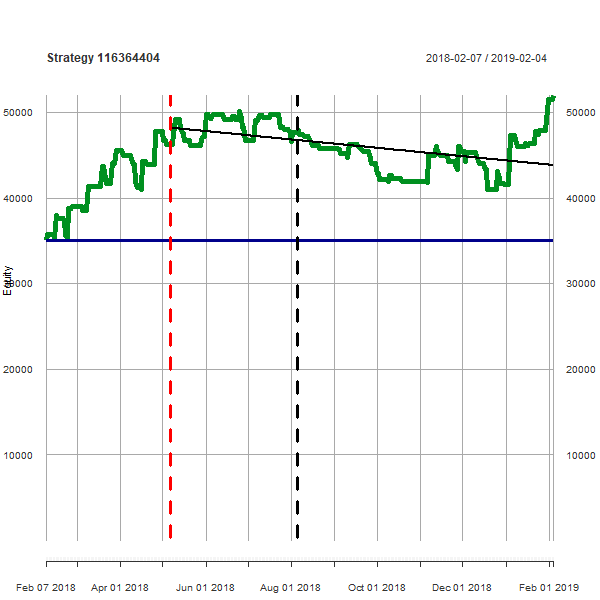 Strategy 116364404
2018-02-07 / 2019-02-04
50000
50000
40000
40000
Equity
30000
30000
20000
20000
10000
10000
Feb 07 2018
Apr 01 2018
Jun 01 2018
Aug 01 2018
Oct 01 2018
Dec 01 2018
Feb 01 2019